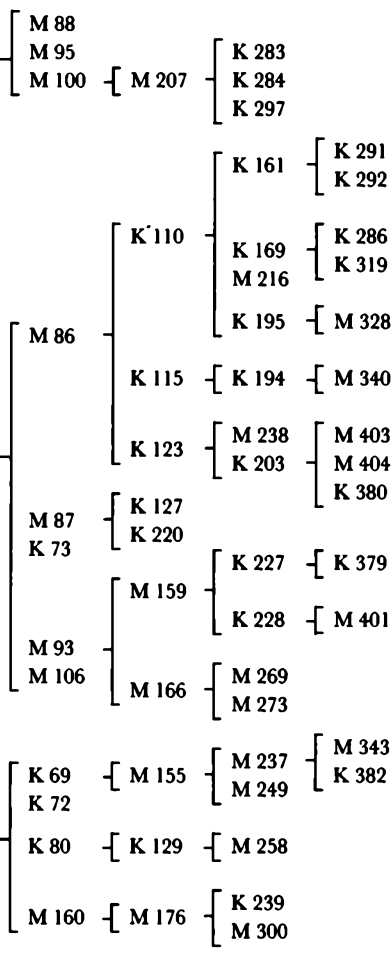 M 88
M 95
M 100 M 207 K 283
K 284
K 297
K 161 K 291
K 292
K 110
K 169 K 286
M 216 K 319
K 195 M 328
M 86
K 115 K 194 M 340
K 123 M 238 M 403
K 203 M 404
K 380
M 87 K 127
K 73 K 220
M 159 K 227 K 379
K 228 M 401
M 93
M 106 M 166 M 269
M 273
K 69 M 155 M 237 M 343
K 72 M 249 K 382
K 80 K 129 M 258
M 160 M 176 K 239
M 300